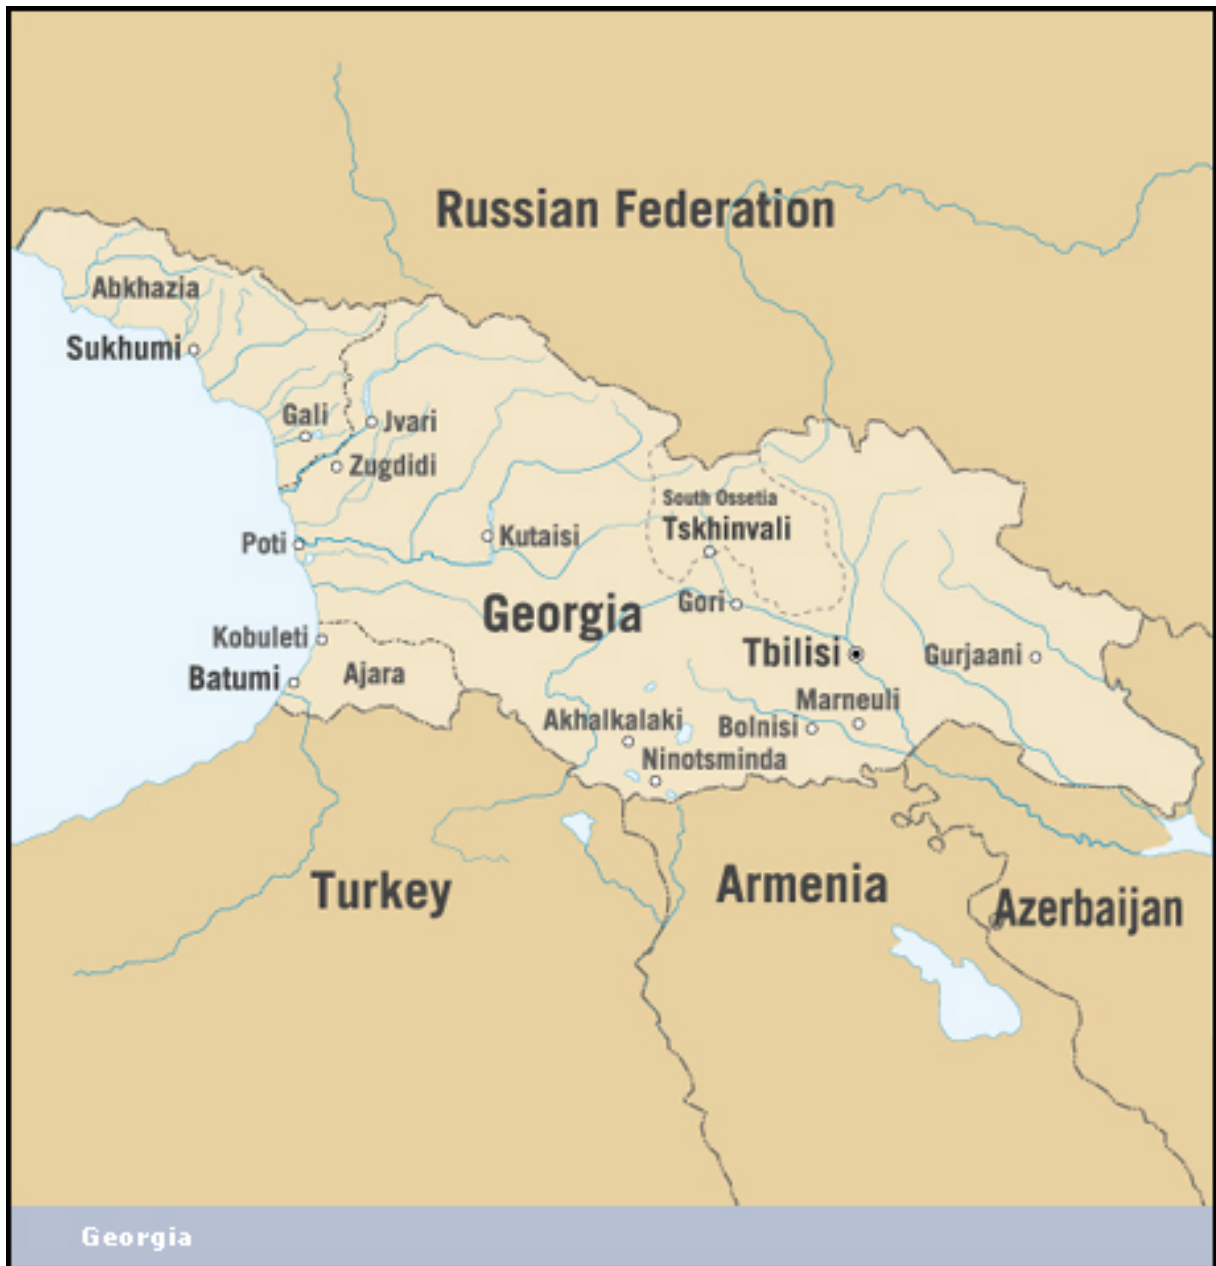 Russian Federation
Abkhazia
Sukhumi
Gali
Jvari
Zugdidi
South Ossetia
Tskhinvali
Poti
Kutaisi
Gori
Georgia
Kobuleti
Tbilisi
Gurjaani
Batumi
Ajara
Marneuli
Akhalkalaki
Bolnisi
Ninotsminda
Turkey
Armenia
Azerbaijan
Georgia